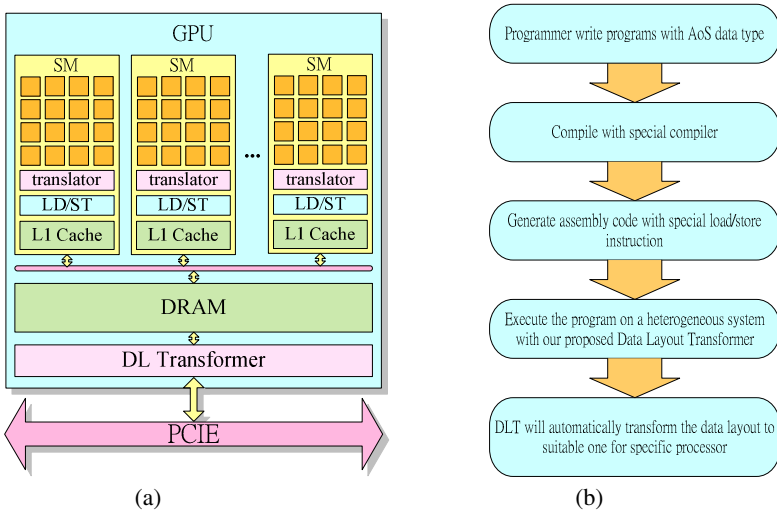 GPU
SM
SM
SM
...
translator
translator
translator
LD/ST
LD/ST
LD/ST
L1 Cache
L1 Cache
L1 Cache
DRAM
DL Transformer
PCIE
(a)
Programmer write programs with AoS data
type
Compile with special compiler
Generate assembly code with special load/store
instruction
Execute the program on a heterogeneous system
with our proposed Data Layout Transformer
DLT will automatically transform the data layout to
suitable one for specific processor
(b)